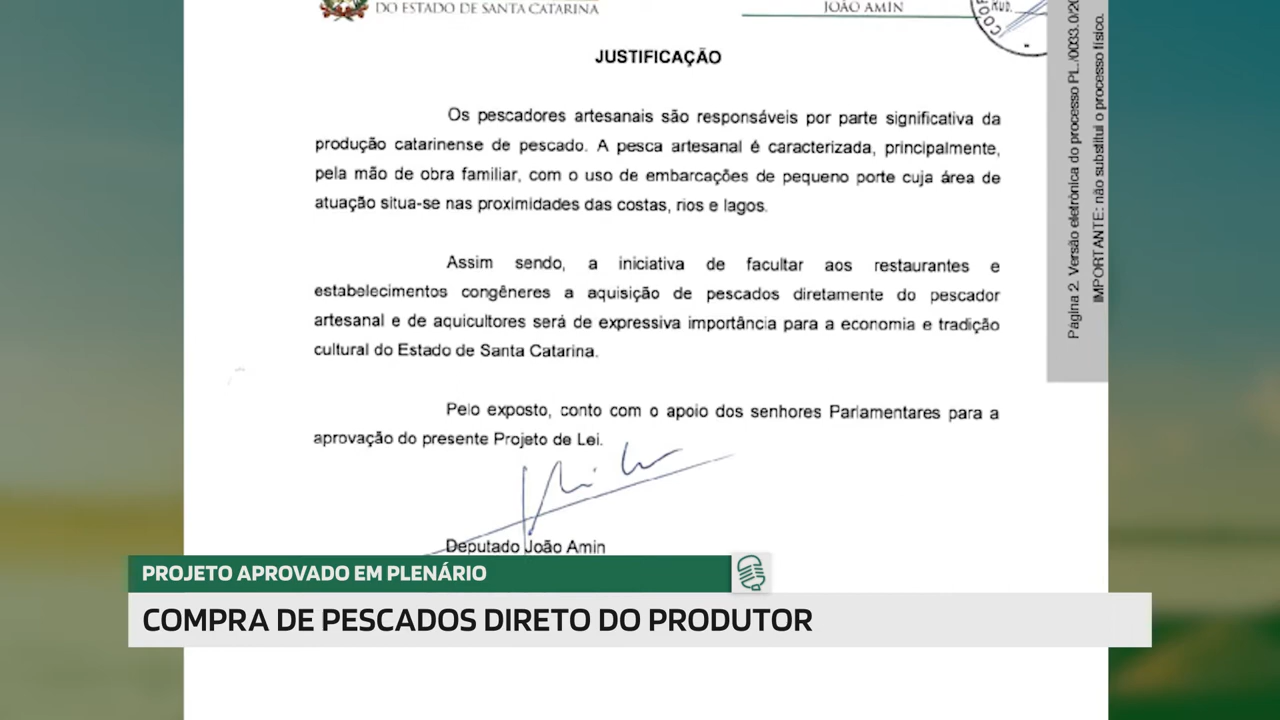 DO ESTADO DE SANTA CATARINA
JOÃO AMIN
RUD.
JUSTIFICAÇÃO
Os pescadores artesanais são responsáveis por parte significativa da
produção catarinense de pescado. A pesca artesanal é caracterizada, principalmente,
pela mão de obra familiar, com o uso de embarcações de pequeno porte cuja área de
atuação situa-se nas proximidades das costas, rios e lagos.
Assim sendo, a iniciativa de facultar aos restaurantes e
estabelecimentos congêneres a aquisição de pescados diretamente do pescador
artesanal e de aquicultores será de expressiva importância para a economia e tradição
cultural do Estado de Santa Catarina.
Pelo exposto, conto com o apoio dos senhores Parlamentares para a
aprovação do presente Projeto de Lei.
Deputado João Amin
Página 2. Versão eletrônica do processo PL./0033.0/20
IMPORTANTE: não substitui o processo físico.
PROJETO APROVADO EM PLENÁRIO
COMPRA DE PESCADOS DIRETO DO PRODUTOR